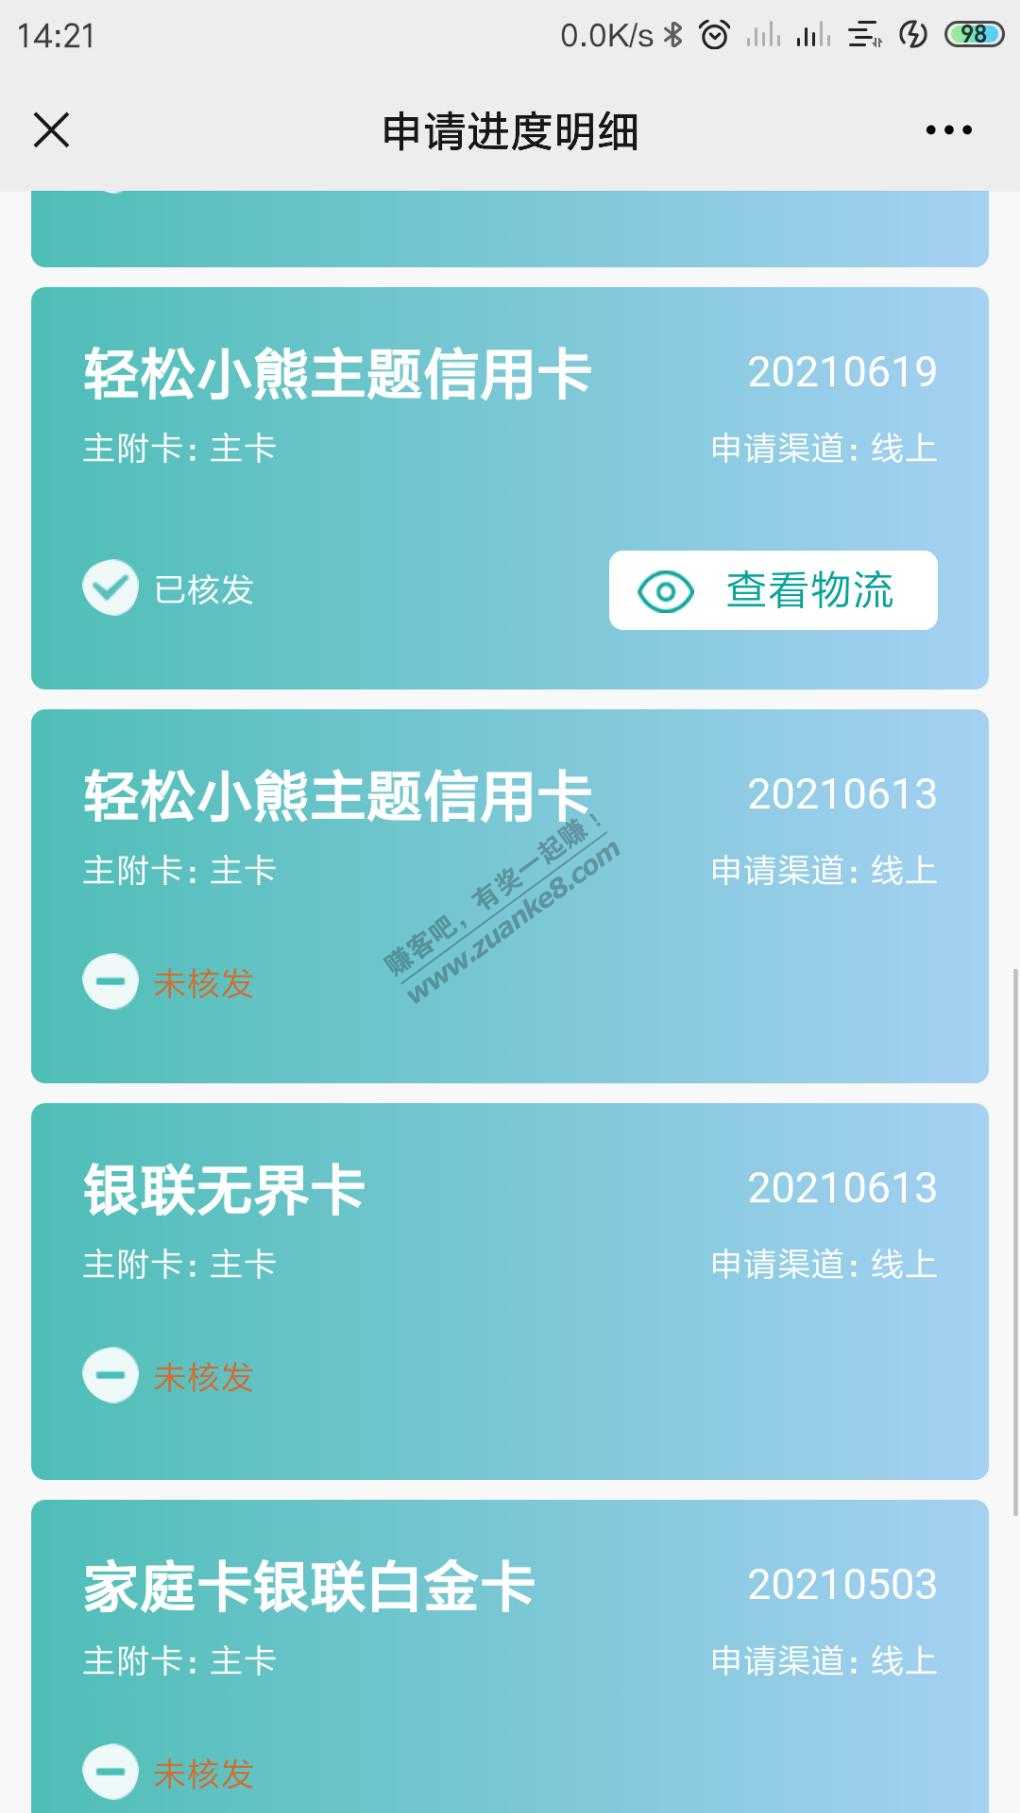 14:21
0.0K/s
98
申请进度明细
轻松小熊主题信用卡
20210619
主附卡：主卡
申请渠道：线上
已核发
查看物流
轻松小熊主题信用卡
20210613
主附卡：主卡
申请渠道：线上
赚客吧，有奖一起赚！
www.zuanke8.com
未核发
银联无界卡
20210613
主附卡：主卡
申请渠道：线上
未核发
家庭卡银联白金卡
20210503
主附卡：主卡
申请渠道：线上
未核发